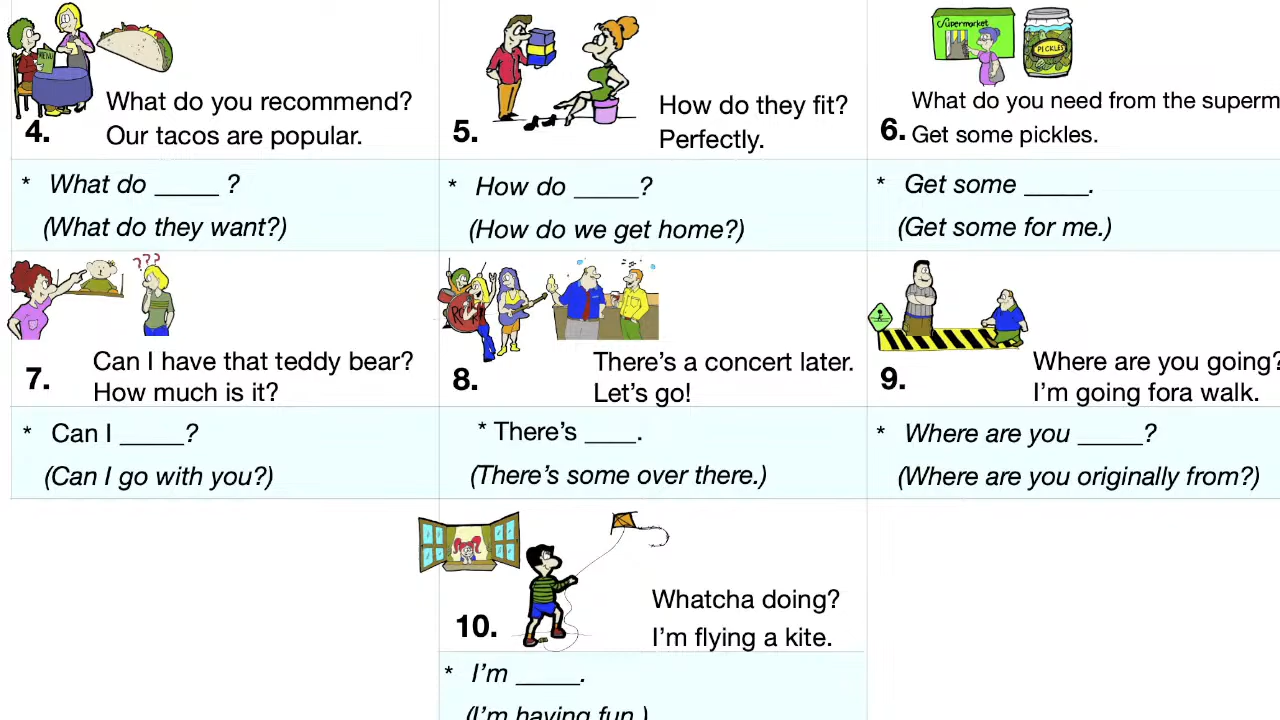 MENU
What do you recommend?
4. Our tacos are popular.
* What do _____ ?
(What do they want?)
How do they fit?
5. Perfectly.
* How do _____?
(How do we get home?)
Supermarket
PICKLES
What do you need from the superm
6. Get some pickles.
* Get some _____.
(Get some for me.)
???
Can I have that teddy bear?
7. How much is it?
* Can I _____?
(Can I go with you?)
There's a concert later.
8. Let's go!
* There's ____.
(There's some over there.)
Where are you going?
9. I'm going fora walk.
* Where are you _____?
(Where are you originally from?)
Whatcha doing?
10. I'm flying a kite.
* I'm _____.
(I'm having fun.)